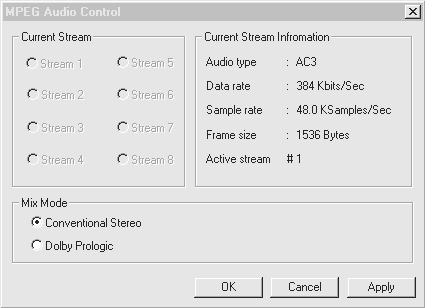 MPEG Audio Control
Current Stream
Stream 1
Stream 5
Stream 2
Stream 6
Stream 3
Stream 7
Stream 4
Stream 8
Current Stream Infromation
Audio type : AC3
Data rate : 384 Kbits/Sec
Sample rate : 48.0 KSamples/Sec
Frame size : 1536 Bytes
Active stream # 1
Mix Mode
Conventional Stereo
Dolby Prologic
OK Cancel Apply